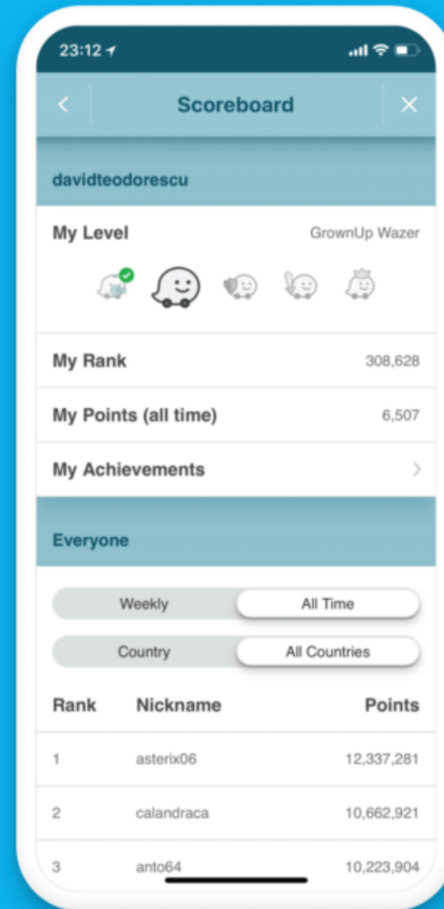 23:12
Scoreboard
davidteodorescu
My Level GrownUp Wazer
My Rank 308,628
My Points (all time) 6,507
My Achievements
Everyone
Weekly All Time
Country All Countries
Rank Nickname Points
1 asterix06 12,337,281
2 calandraca 10,662,921
3 anto64 10,223,904